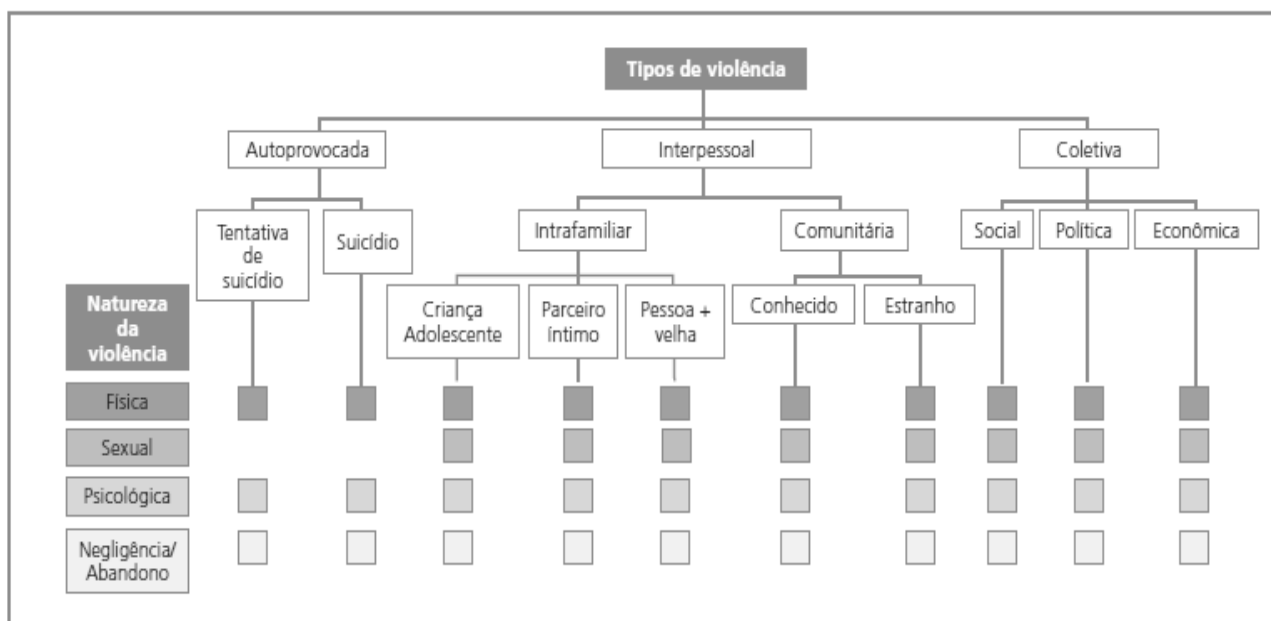 Tipos de violência
Autoprovocada
Interpessoal
Coletiva
Tentativa
de
suicídio
Suicídio
Intrafamiliar
Comunitária
Social
Política
Econômica
Natureza
da
violência
Criança
Adolescente
Parceiro
íntimo
Pessoa +
velha
Conhecido
Estranho
Física
Sexual
Psicológica
Negligência/
Abandono